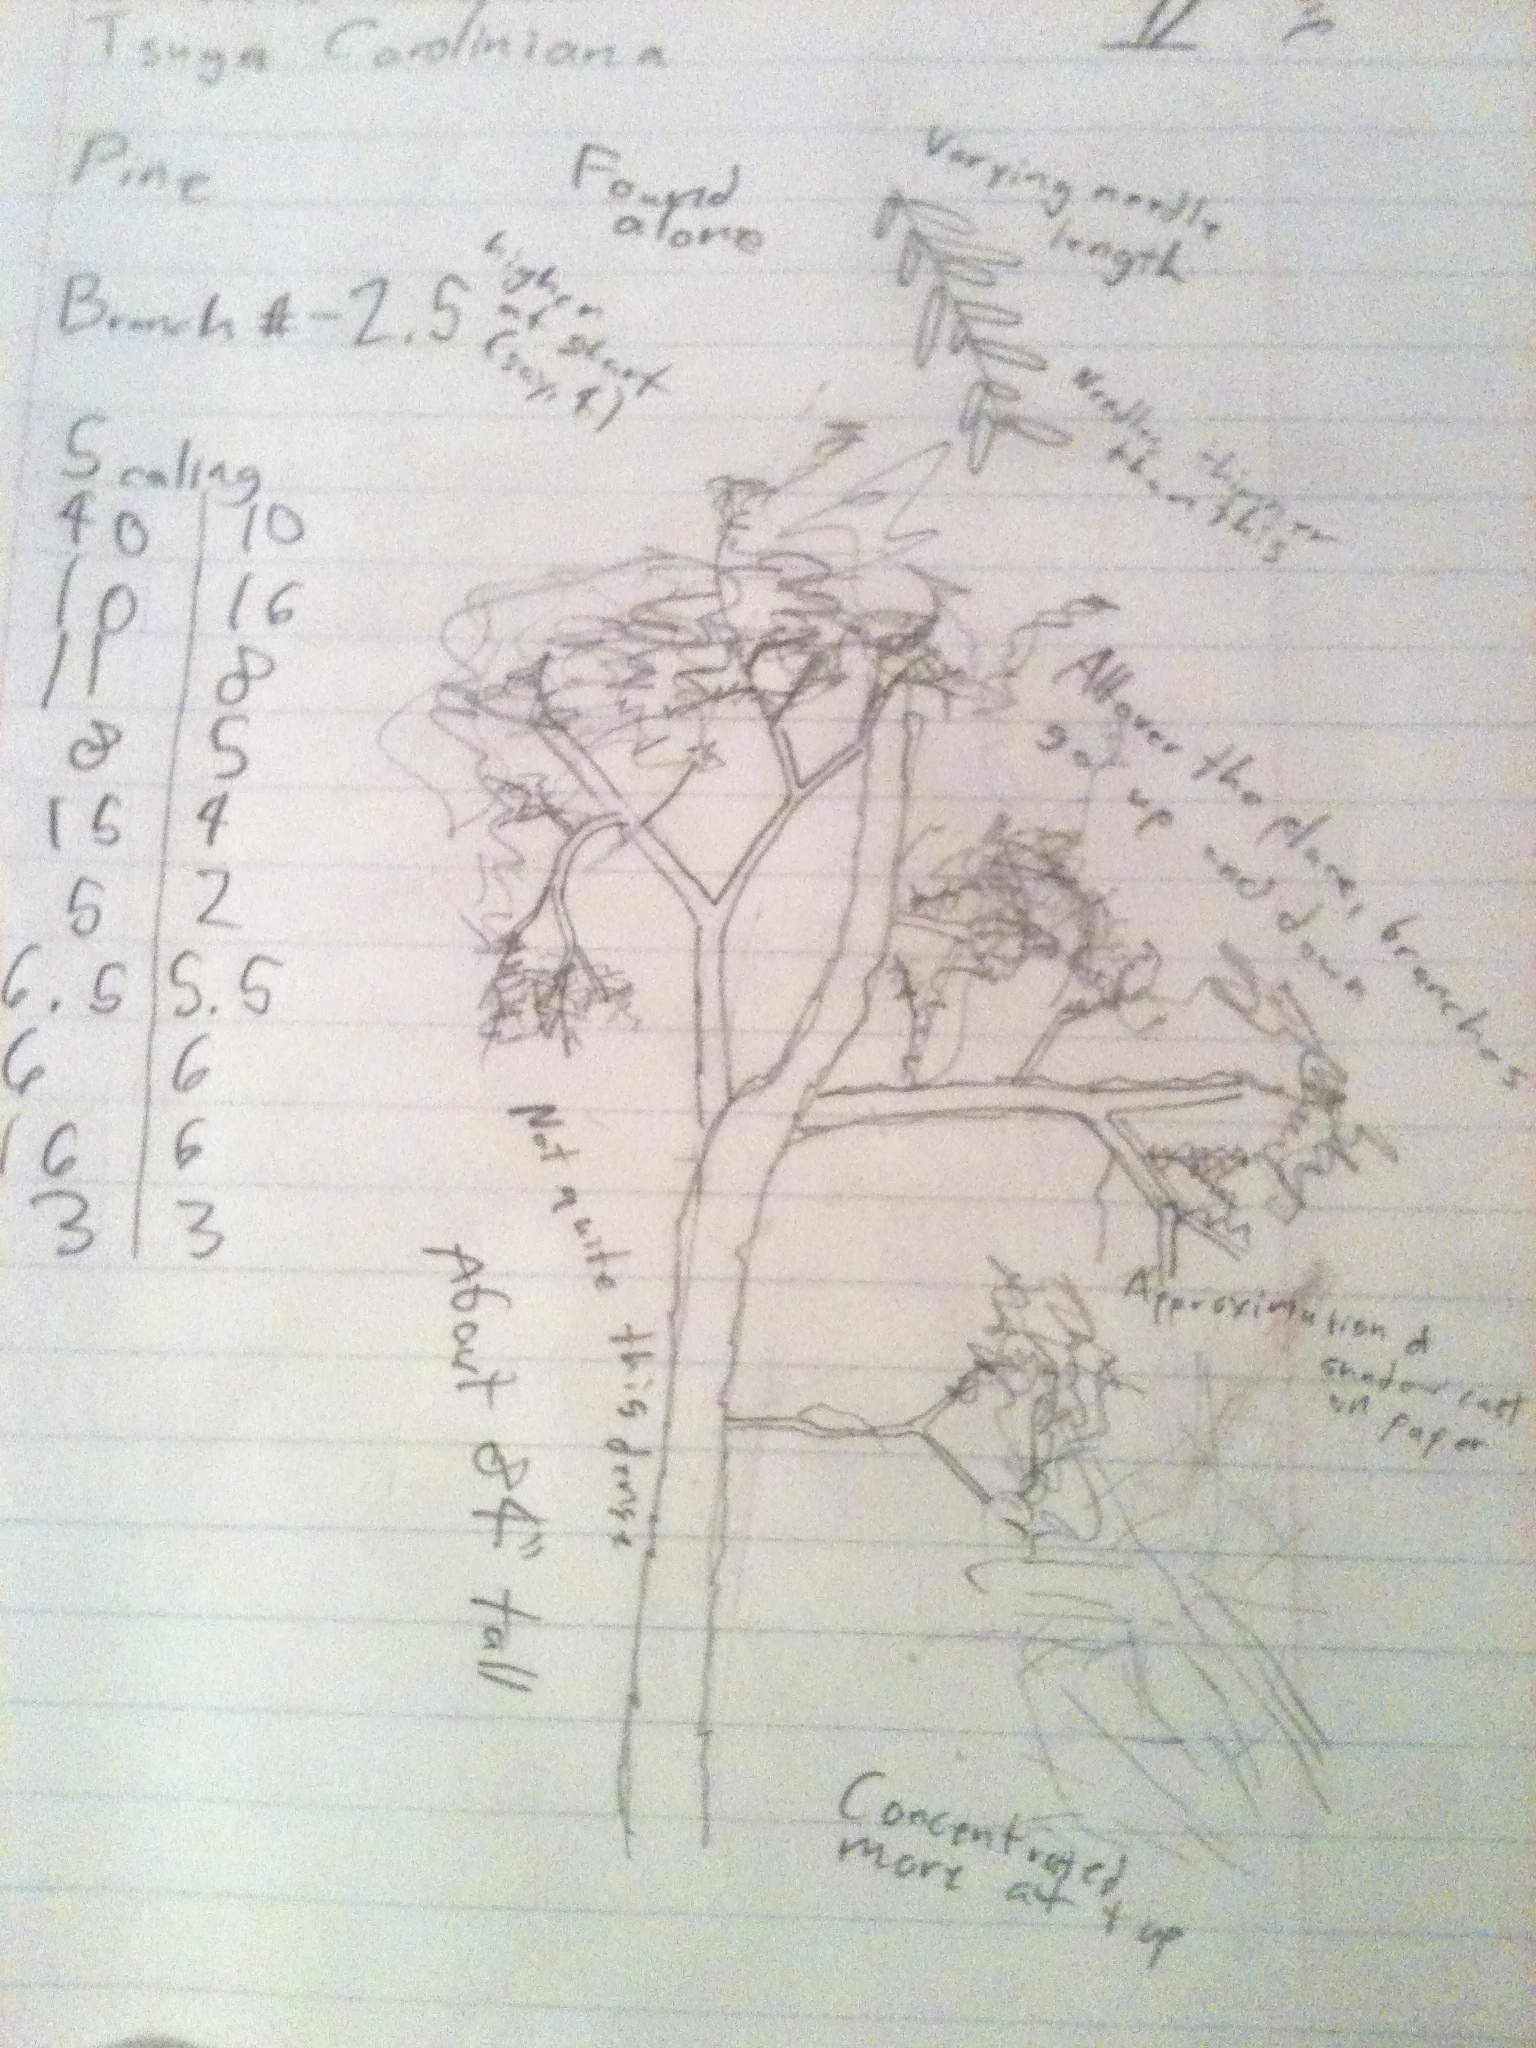 Tsuga Caroliniana
Pine
Found
alone
Varying needle
length
Branch # - 2.5
higher
at start
(say, 4)
Needles thinner
than this
Scaling
40 | 10
10 | 16
11 | 8
8 | 5
15 | 4
5 | 2
6.5 | 5.5
6 | 6
16 | 6
3 | 3
All over the place, branches
go up and down
Not quite this dense
About 84" tall
Approximation of
shadow cast
on paper
Concentrated
more at top